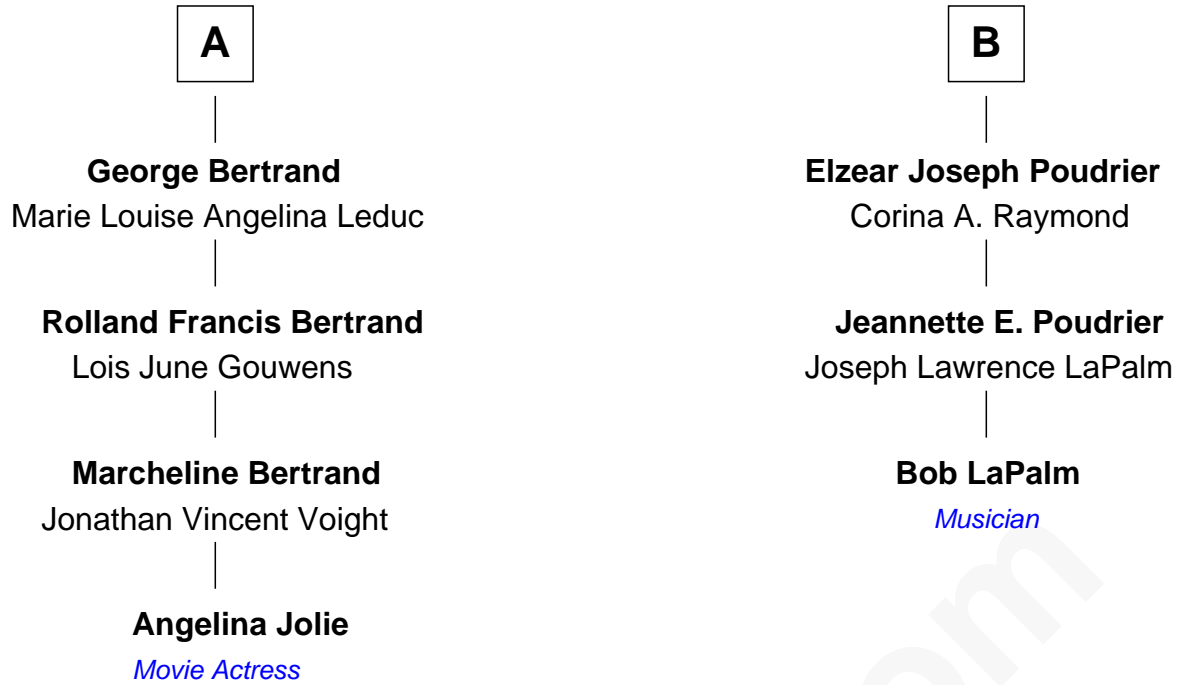 A
George Bertrand
Marie Louise Angelina Leduc
Rolland Francis Bertrand
Lois June Gouwens
Marcheline Bertrand
Jonathan Vincent Voight
Angelina Jolie
Movie Actress
B
Elzear Joseph Poudrier
Corina A. Raymond
Jeannette E. Poudrier
Joseph Lawrence LaPalm
Bob LaPalm
Musician
om